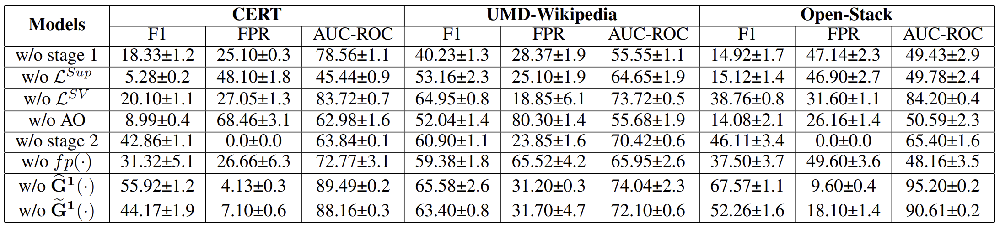 Models CERT UMD-Wikipedia Open-Stack
F1 FPR AUC-ROC F1 FPR AUC-ROC F1 FPR AUC-ROC
w/o stage 1 18.33±1.2 25.10±0.3 78.56±1.1 40.23±1.3 28.37±1.9 55.55±1.1 14.92±1.7 47.14±2.3 49.43±2.9
w/o 𝓛^{Sup} 5.28±0.2 48.10±1.8 45.44±0.9 53.16±2.3 25.10±1.9 64.65±1.9 15.12±1.4 46.90±2.7 49.78±2.4
w/o 𝓛^{SV} 20.10±1.1 27.05±1.3 83.72±0.7 64.95±0.8 18.85±6.1 73.72±0.5 38.76±0.8 31.60±1.1 84.20±0.4
w/o AO 8.99±0.4 68.46±3.1 62.98±1.6 52.04±1.4 80.30±1.4 55.68±1.9 14.08±2.1 26.16±1.4 50.59±2.3
w/o stage 2 42.86±1.1 0.0±0.0 63.84±0.1 60.90±1.1 23.85±1.6 70.42±0.6 46.11±3.4 0.0±0.0 65.40±1.6
w/o fp(·) 31.32±5.1 26.66±6.3 72.77±3.1 59.38±1.8 65.52±4.2 65.95±2.6 37.50±3.7 49.60±3.6 48.16±3.5
w/o Ĝ¹(·) 55.92±1.2 4.13±0.3 89.49±0.2 65.58±2.6 31.20±0.3 74.04±2.3 67.57±1.1 9.60±0.4 95.20±0.2
w/o G̃¹(·) 44.17±1.9 7.10±0.6 88.16±0.3 63.40±0.8 31.70±4.7 72.10±0.6 52.26±1.6 18.10±1.4 90.61±0.2